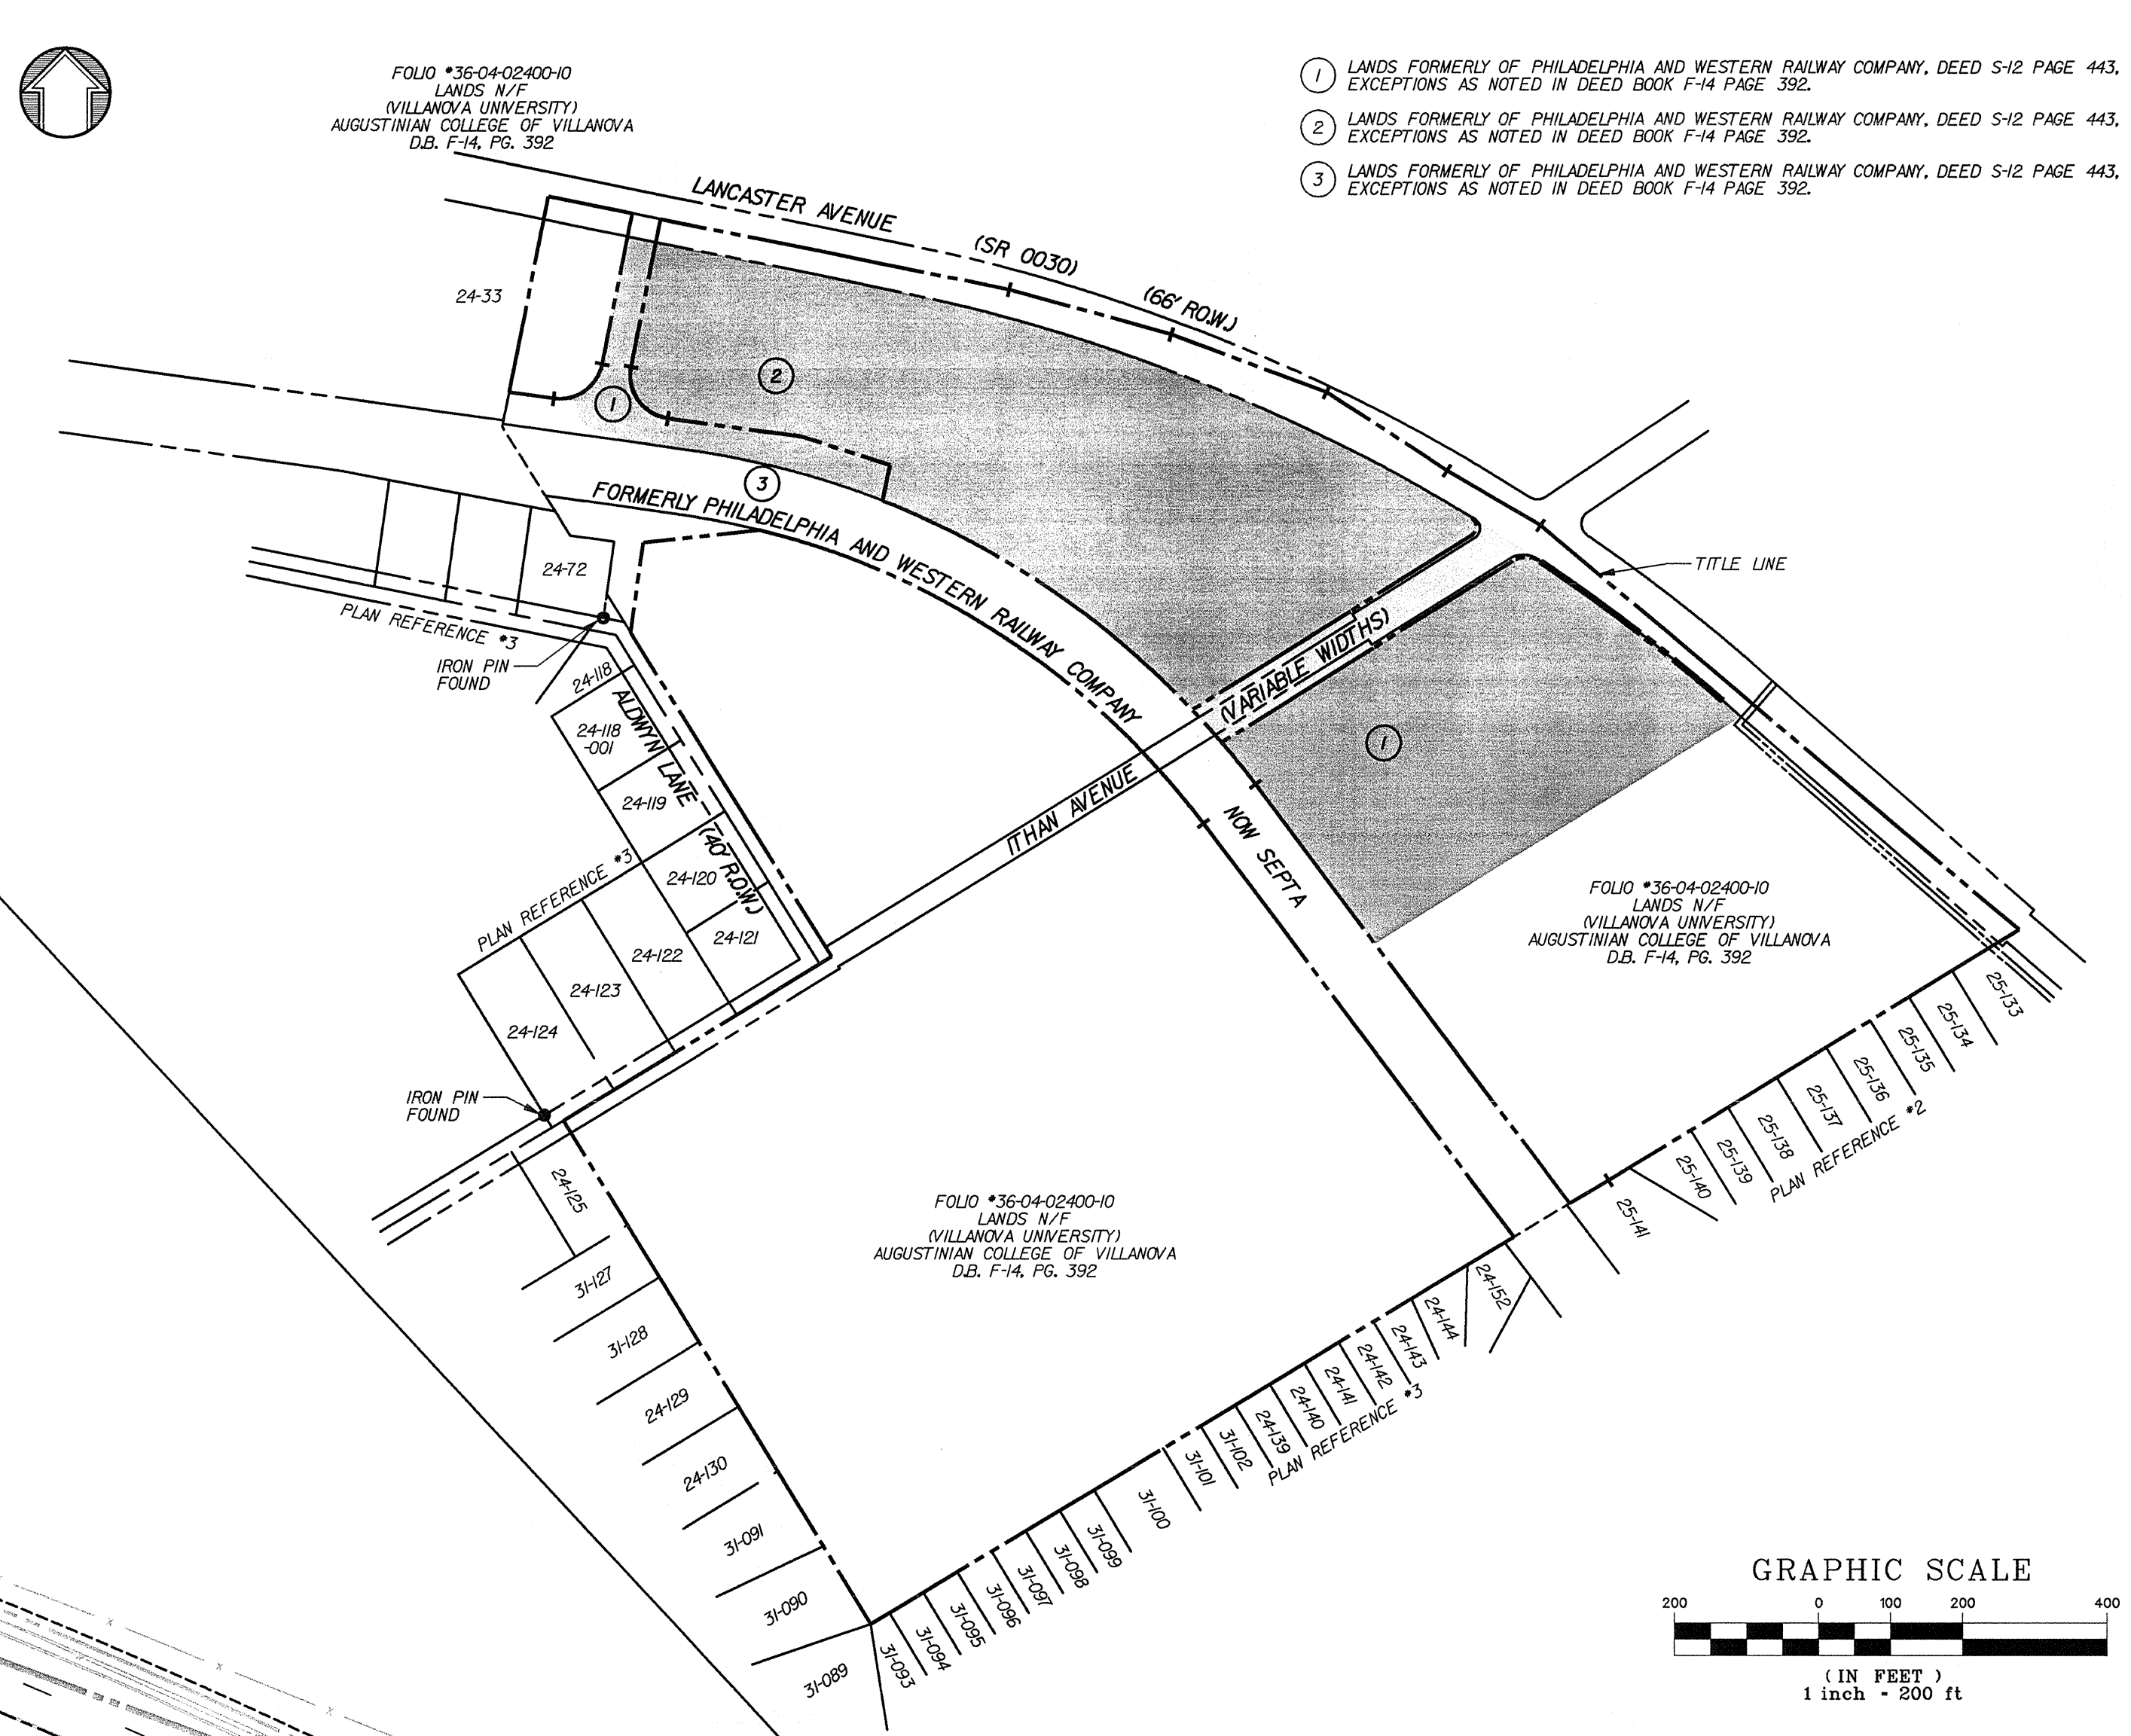 FOLIO #36-04-02400-10
LANDS N/F
(VILLANOVA UNIVERSITY)
AUGUSTINIAN COLLEGE OF VILLANOVA
D.B. F-14, PG. 392
1 LANDS FORMERLY OF PHILADELPHIA AND WESTERN RAILWAY COMPANY, DEED S-12 PAGE 443,
EXCEPTIONS AS NOTED IN DEED BOOK F-14 PAGE 392.
2 LANDS FORMERLY OF PHILADELPHIA AND WESTERN RAILWAY COMPANY, DEED S-12 PAGE 443,
EXCEPTIONS AS NOTED IN DEED BOOK F-14 PAGE 392.
3 LANDS FORMERLY OF PHILADELPHIA AND WESTERN RAILWAY COMPANY, DEED S-12 PAGE 443,
EXCEPTIONS AS NOTED IN DEED BOOK F-14 PAGE 392.
LANCASTER AVENUE
(SR 0030)
(66' R.O.W.)
24-33
2
1
3
FORMERLY PHILADELPHIA AND WESTERN RAILWAY COMPANY
NOW SEPTA
TITLE LINE
24-72
PLAN REFERENCE #3
IRON PIN
FOUND
24-118
24-118
-001
ALDWYN LANE
(40' R.O.W.)
24-119
24-120
24-121
PLAN REFERENCE #3
24-122
24-123
24-124
ITHAN AVENUE
(VARIABLE WIDTHS)
1
FOLIO #36-04-02400-10
LANDS N/F
(VILLANOVA UNIVERSITY)
AUGUSTINIAN COLLEGE OF VILLANOVA
D.B. F-14, PG. 392
25-133
25-134
25-135
25-136
25-137
25-138
25-139
25-140
25-141
PLAN REFERENCE #2
IRON PIN
FOUND
24-125
31-127
31-128
24-129
24-130
31-091
31-090
31-089
FOLIO #36-04-02400-10
LANDS N/F
(VILLANOVA UNIVERSITY)
AUGUSTINIAN COLLEGE OF VILLANOVA
D.B. F-14, PG. 392
24-152
24-144
24-143
24-142
24-141
24-140
24-139
PLAN REFERENCE #3
31-102
31-101
31-100
31-099
31-098
31-097
31-096
31-095
31-094
31-093
GRAPHIC SCALE
200 0 100 200 400
( IN FEET )
1 inch = 200 ft